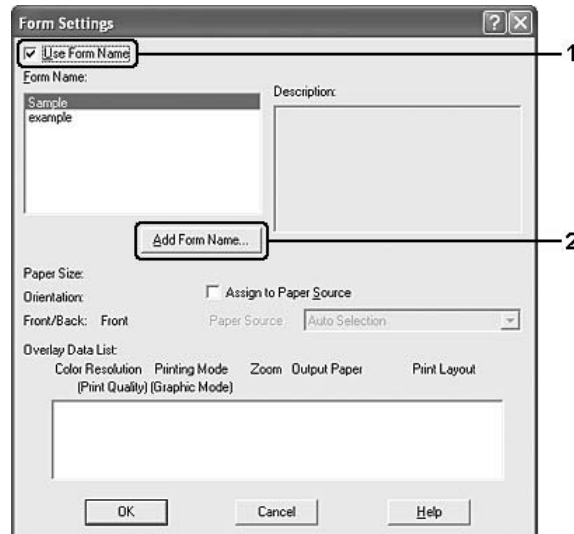 Form Settings
Use Form Name
1
Form Name:
Description:
Sample
example
Add Form Name...
2
Paper Size:
Orientation:
Assign to Paper Source
Front/Back: Front
Paper Source
Auto Selection
Overlay Data List:
Color Resolution Printing Mode Zoom Output Paper Print Layout
(Print Quality) (Graphic Mode)
OK
Cancel
Help